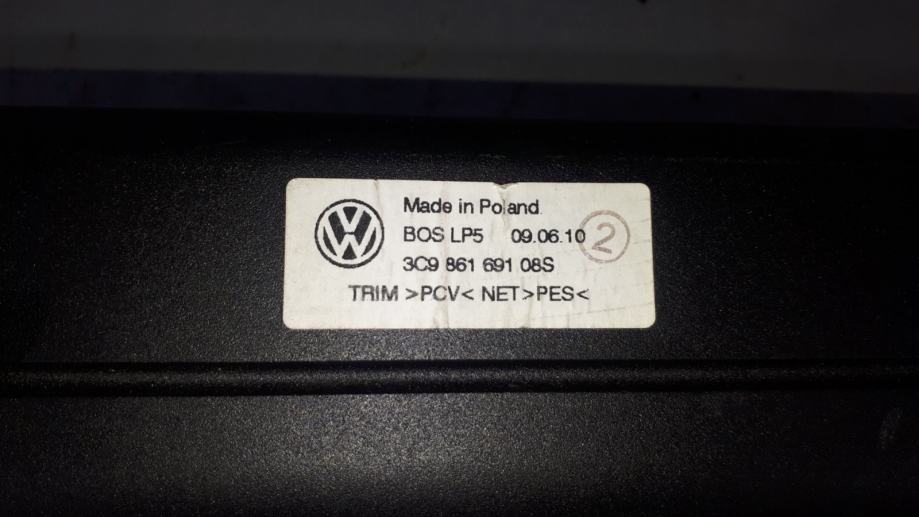 Made in Poland
BOS LP5 09.06.10 2
3C9 861 691 08S
TRIM >PCV< NET>PES<